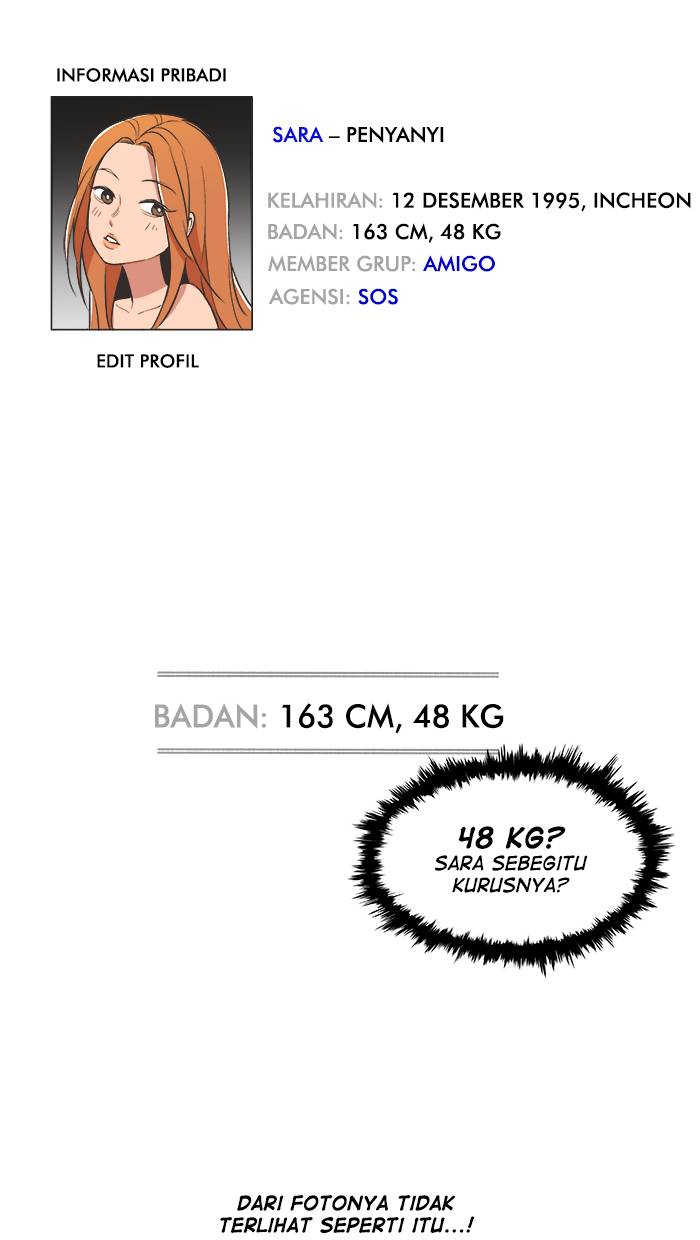 INFORMASI PRIBADI
SARA – PENYANYI
KELAHIRAN: 12 DESEMBER 1995, INCHEON
BADAN: 163 CM, 48 KG
MEMBER GRUP: AMIGO
AGENSI: SOS
EDIT PROFIL
BADAN: 163 CM, 48 KG
48 KG?
SARA SEBEGITU
KURUSNYA?
DARI FOTONYA TIDAK
TERLIHAT SEPERTI ITU...!